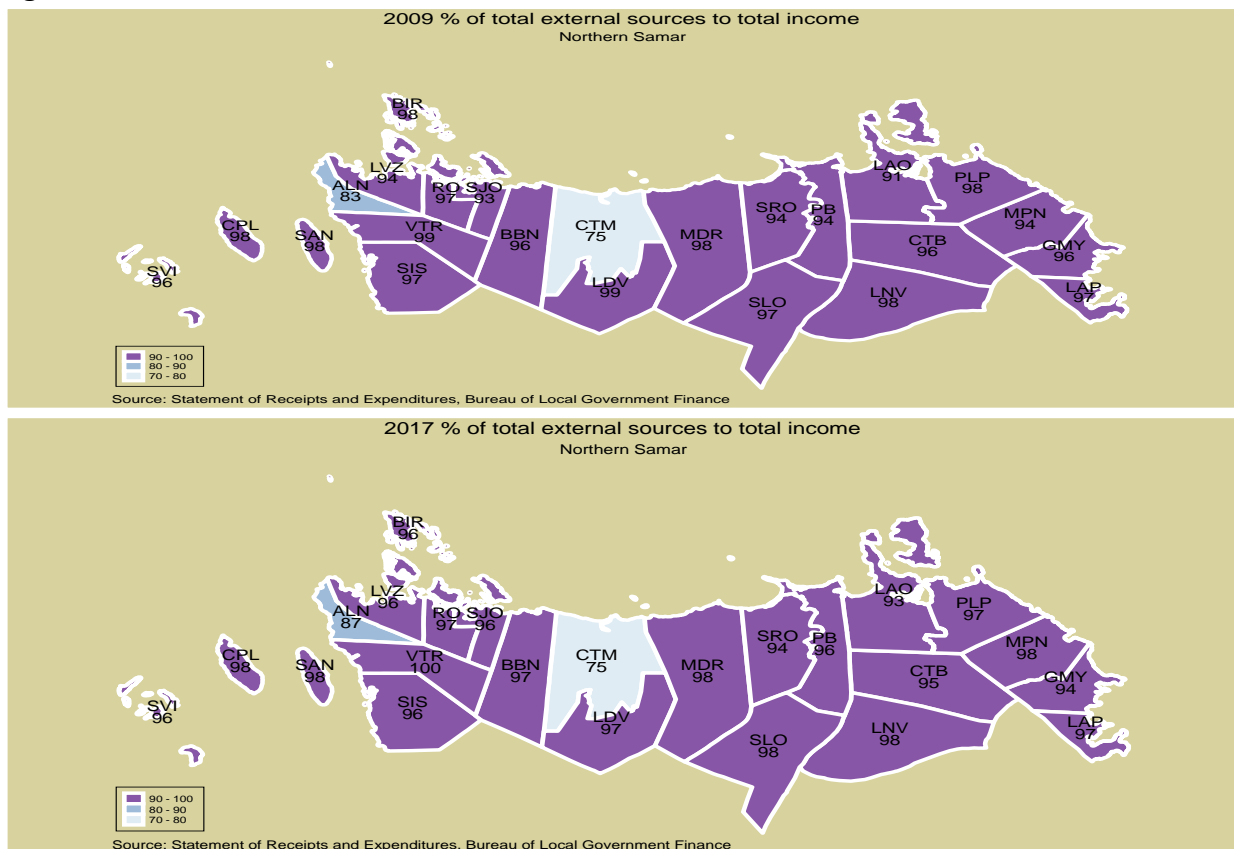 2009 % of total external sources to total income
Northern Samar
BIR
98
LVZ
94
ALN
83
RO
97
SJO
93
LAO
91
PLP
98
CPL
98
SAN
98
VTR
99
BBN
96
CTM
75
MDR
98
SRO
94
PB
94
MPN
94
CTB
96
GMY
96
SVI
96
SIS
97
LDV
99
SLO
97
LNV
98
LAP
97
90 - 100
80 - 90
70 - 80
Source: Statement of Receipts and Expenditures, Bureau of Local Government Finance
2017 % of total external sources to total income
Northern Samar
BIR
96
LVZ
96
ALN
87
RO
97
SJO
96
LAO
93
PLP
97
CPL
98
SAN
98
VTR
100
BBN
97
CTM
75
MDR
98
SRO
94
PB
96
MPN
98
CTB
95
GMY
94
SVI
96
SIS
96
LDV
97
SLO
98
LNV
98
LAP
97
90 - 100
80 - 90
70 - 80
Source: Statement of Receipts and Expenditures, Bureau of Local Government Finance